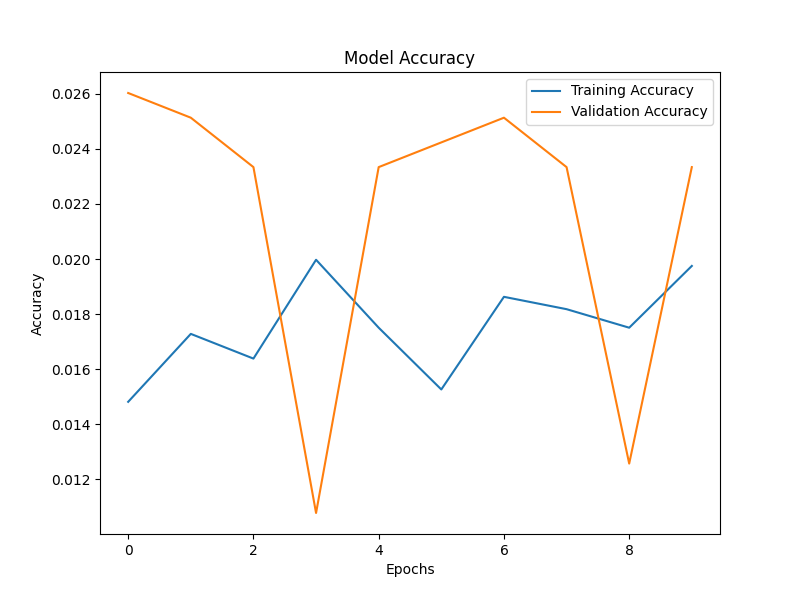 Model Accuracy
Training Accuracy
Validation Accuracy
0.026
0.024
0.022
0.020
0.018
0.016
0.014
0.012
Accuracy
0 2 4 6 8
Epochs